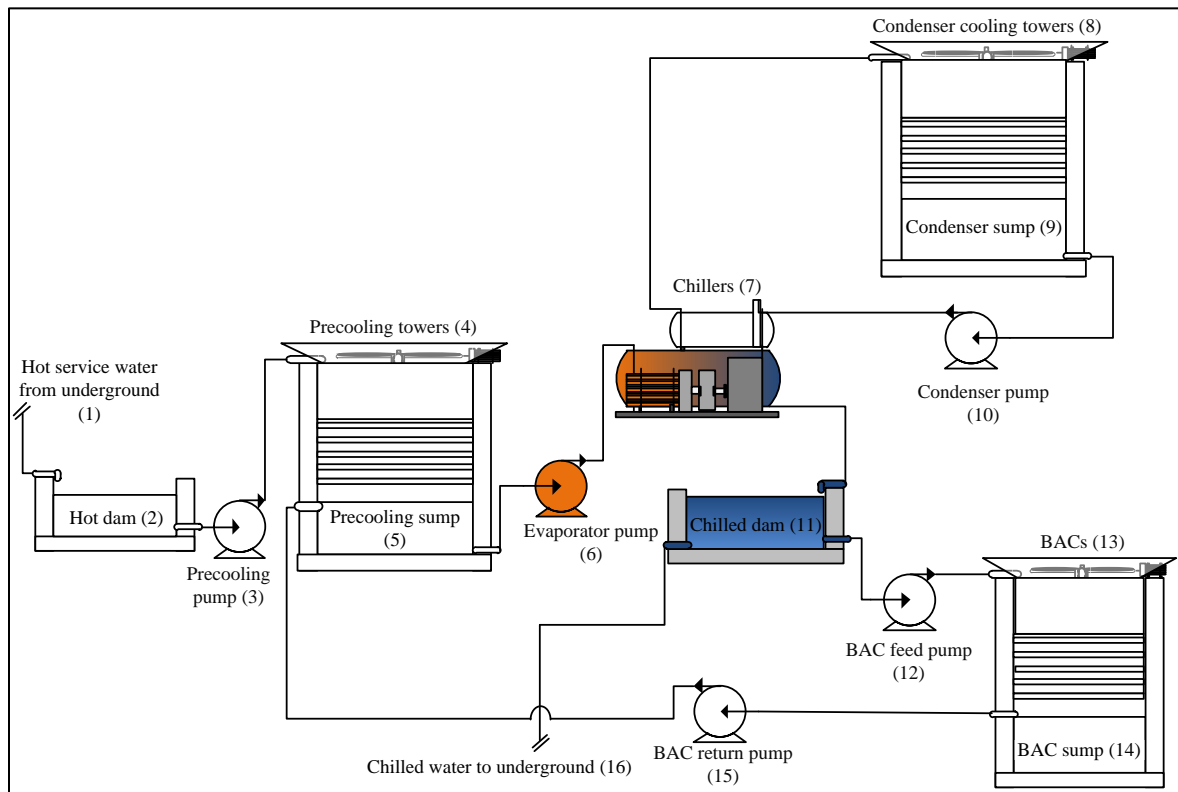 Condenser cooling towers (8)
Condenser sump (9)
Chillers (7)
Precooling towers (4)
Hot service water
from underground
(1)
Condenser pump
(10)
Hot dam (2)
Precooling sump
(5)
Evaporator pump
(6)
Chilled dam (11)
BACs (13)
Precooling
pump (3)
BAC feed pump
(12)
BAC sump (14)
Chilled water to underground (16)
BAC return pump
(15)